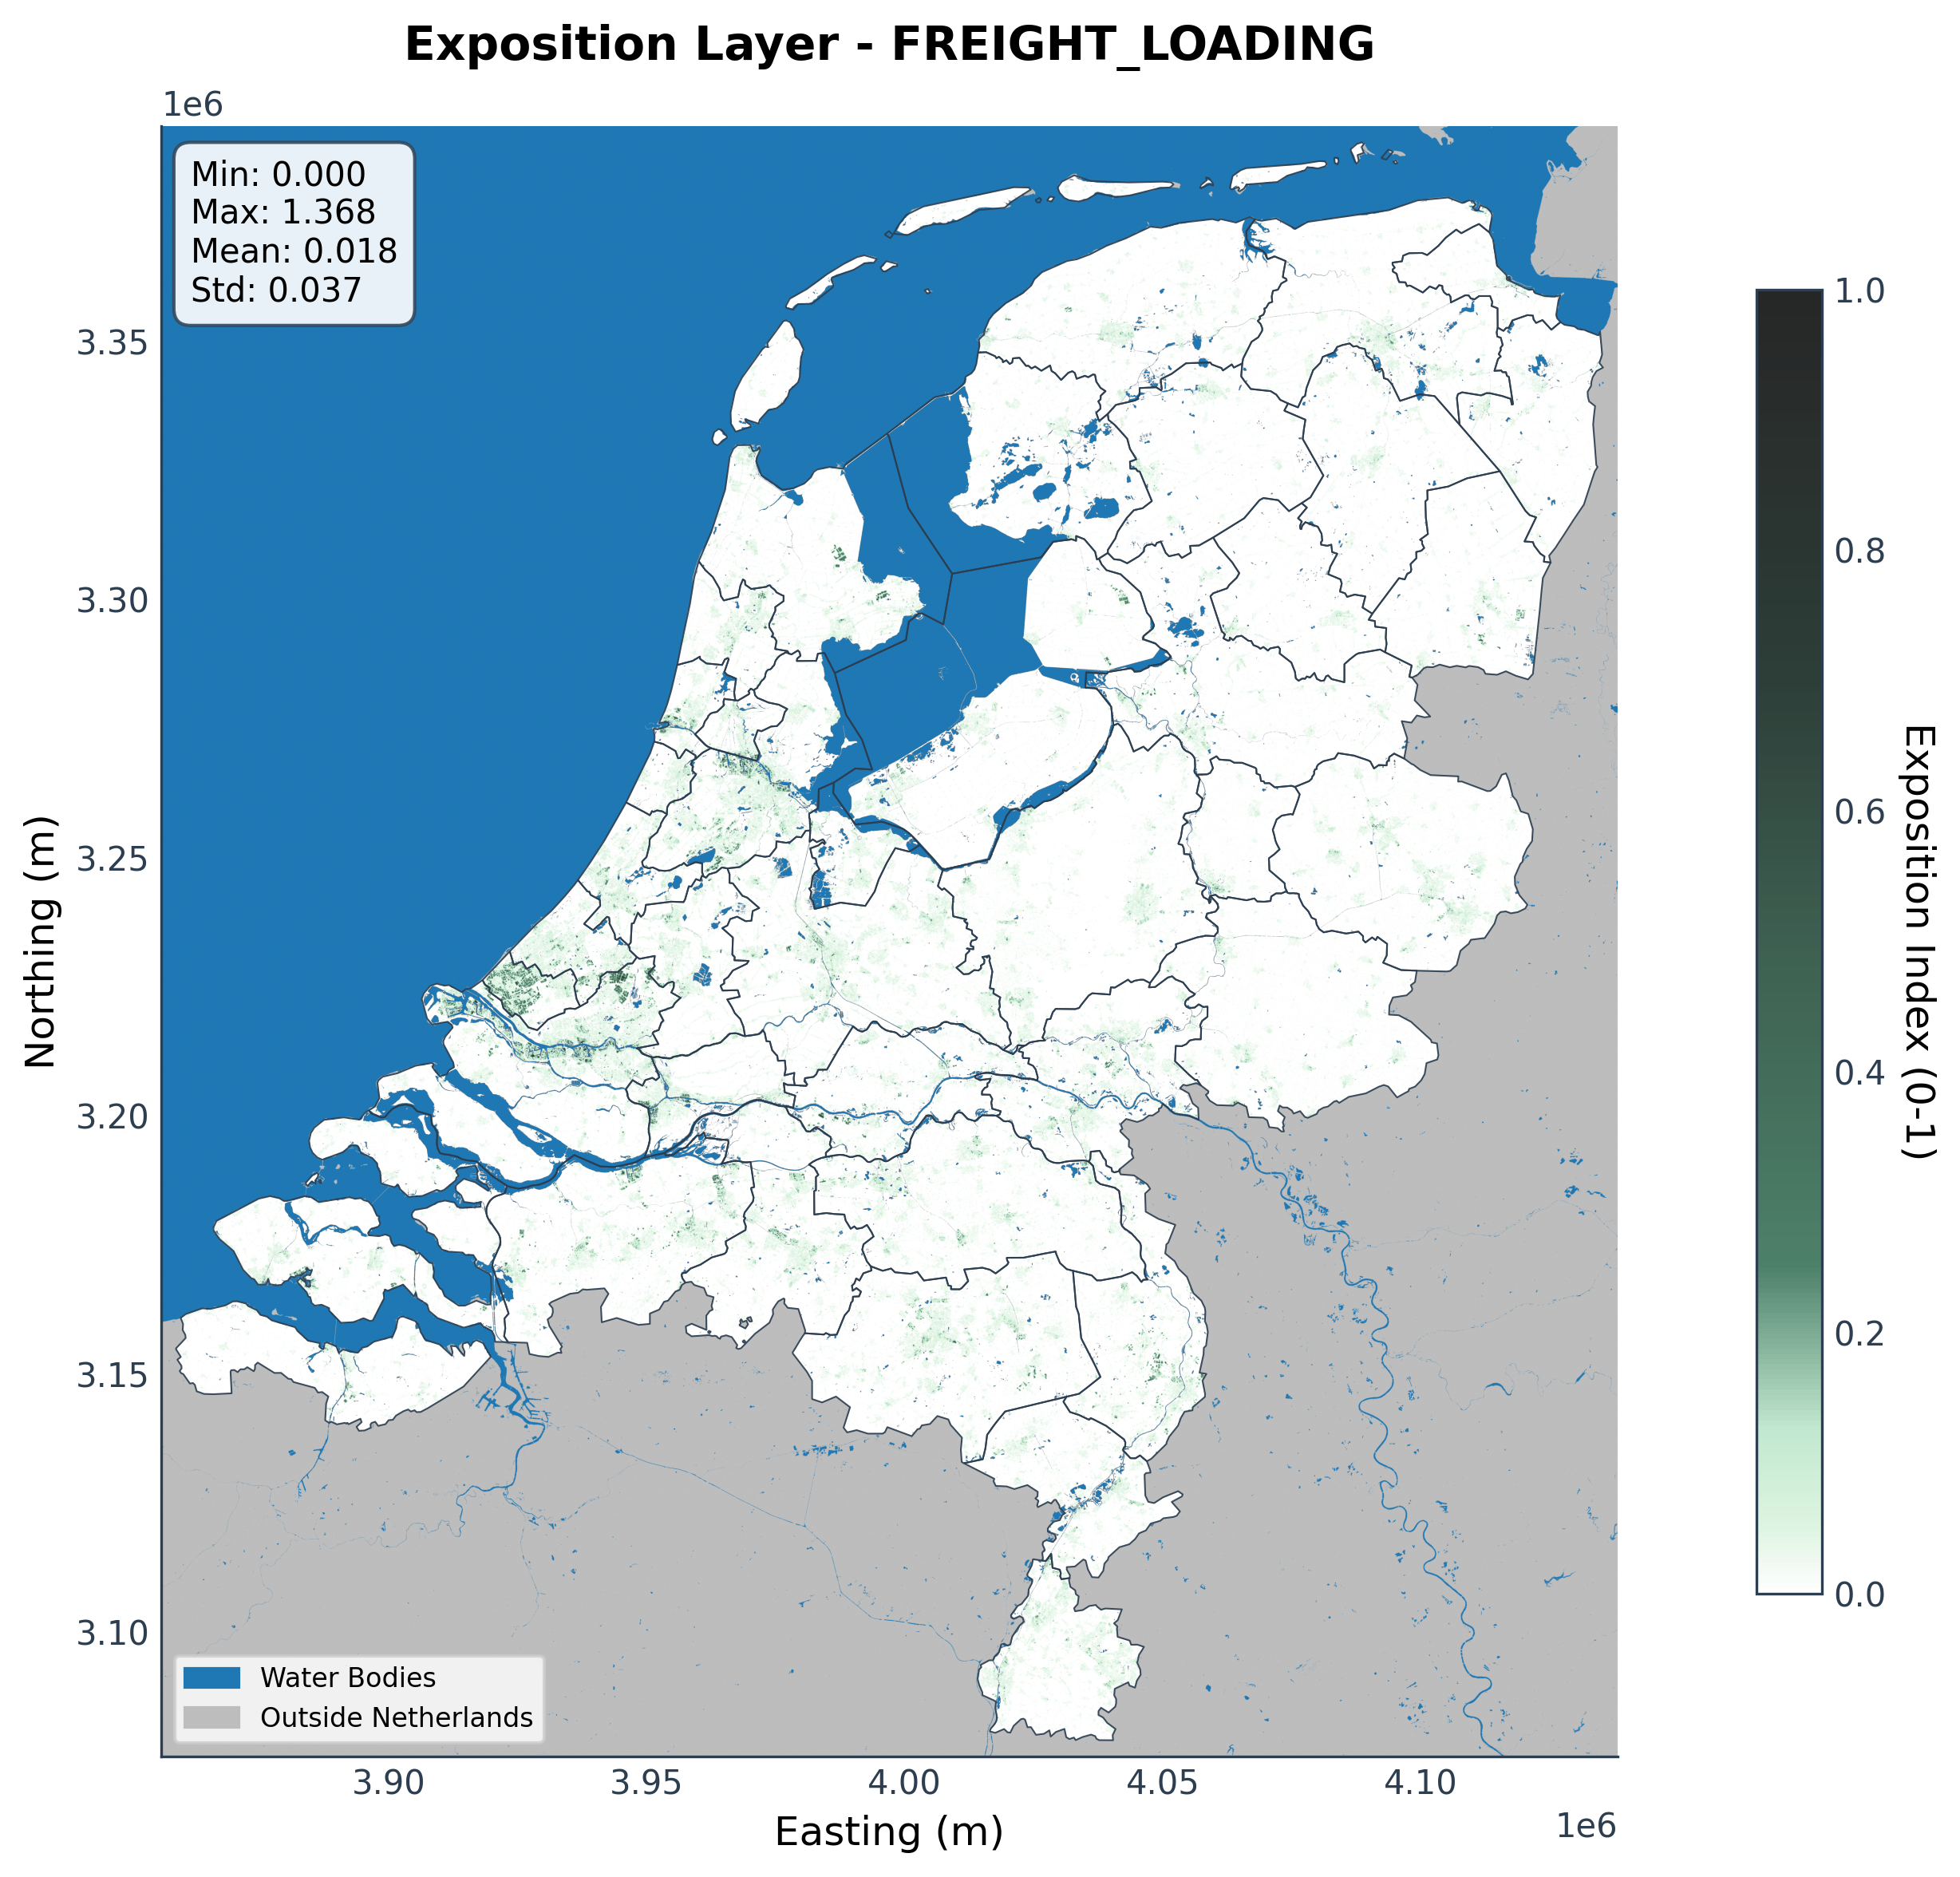 Exposition Layer - FREIGHT_LOADING
1e6
Min: 0.000
Max: 1.368
Mean: 0.018
Std: 0.037
3.35
3.30
3.25
3.20
3.15
3.10
Northing (m)
Water Bodies
Outside Netherlands
3.90
3.95
4.00
4.05
4.10
1e6
Easting (m)
1.0
0.8
0.6
0.4
0.2
0.0
Exposition Index (0-1)